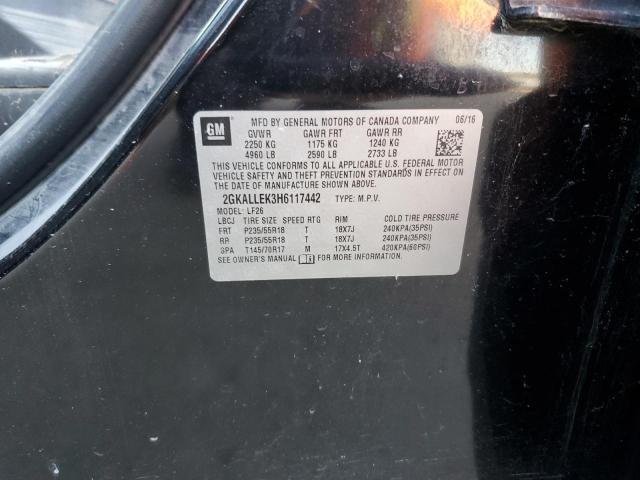 GM
MFD BY GENERAL MOTORS OF CANADA COMPANY 06/16
GVWR GAWR FRT GAWR RR
2250 KG 1175 KG 1240 KG
4960 LB 2590 LB 2733 LB
THIS VEHICLE CONFORMS TO ALL APPLICABLE U.S. FEDERAL MOTOR
VEHICLE SAFETY AND THEFT PREVENTION STANDARDS IN EFFECT ON THE
DATE OF MANUFACTURE SHOWN ABOVE.
2GKALLEK3H6117442 TYPE: M.P.V.
MODEL: LF26
LBCJ TIRE SIZE SPEED RTG RIM COLD TIRE PRESSURE
FRT P235/55R18 T 18X7J 240KPA(35PSI)
RR P235/55R18 T 18X7J 240KPA(35PSI)
SPA T145/70R17 M 17X4.5T 420KPA(60PSI)
SEE OWNER'S MANUAL FOR MORE INFORMATION.